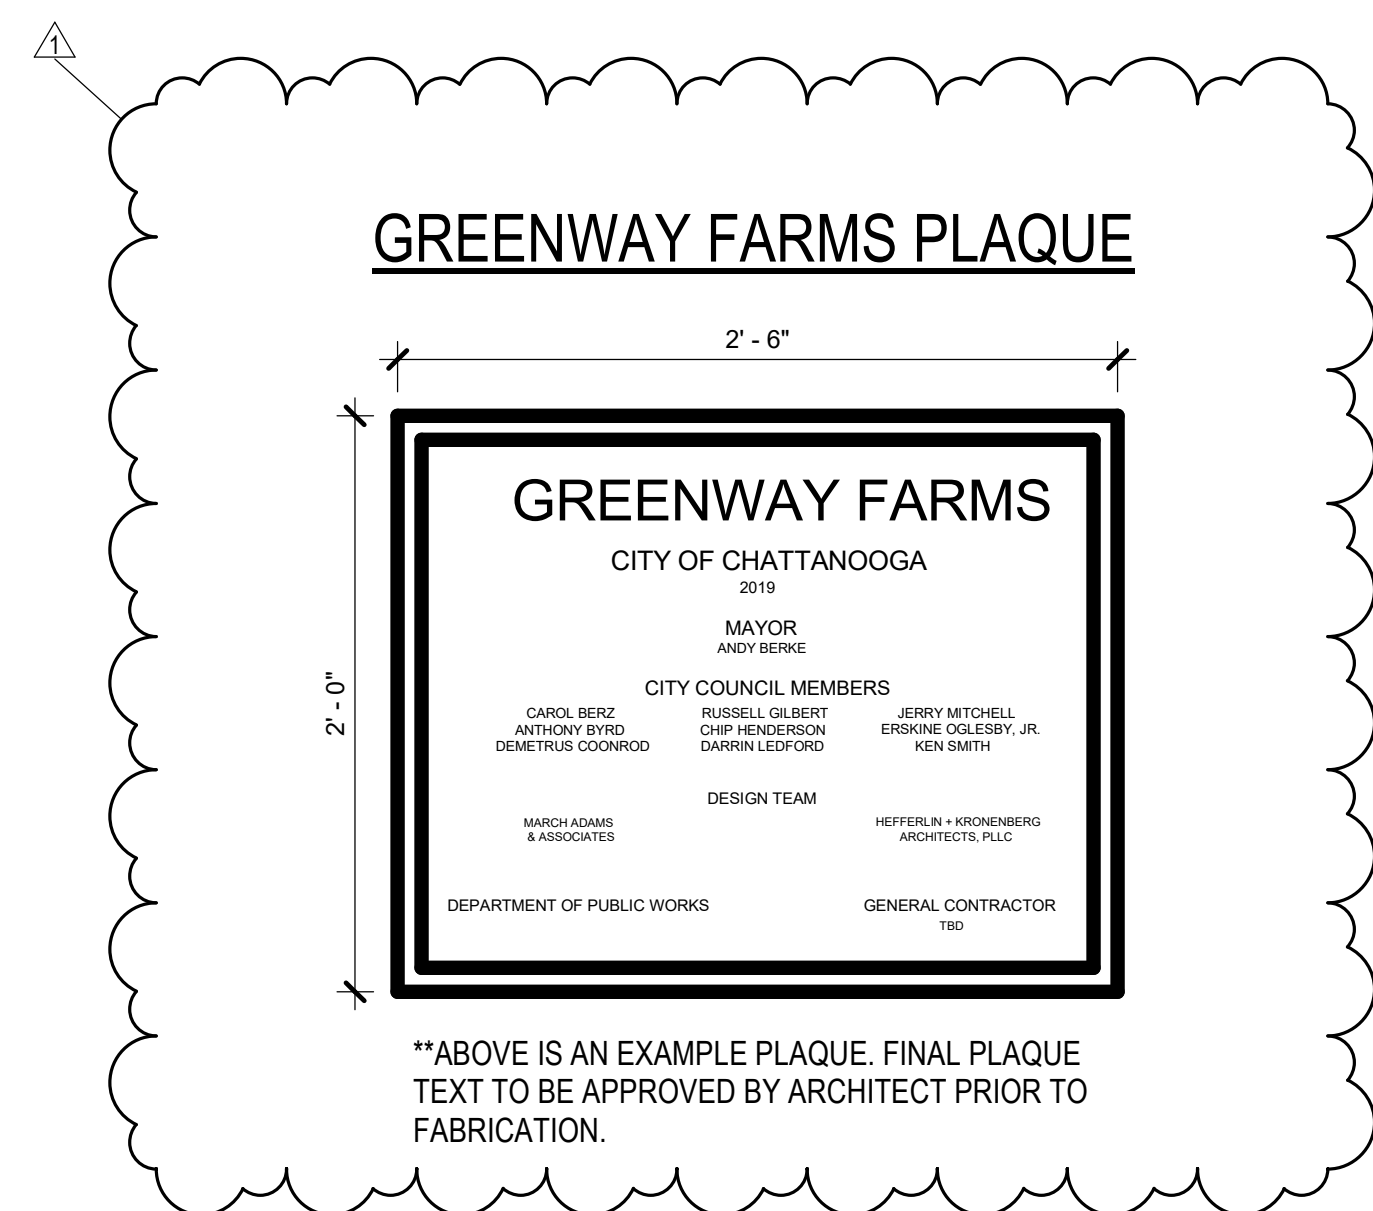 1
GREENWAY FARMS PLAQUE
2' - 6"
2' - 0"
GREENWAY FARMS
CITY OF CHATTANOOGA
2019
MAYOR
ANDY BERKE
CITY COUNCIL MEMBERS
CAROL BERZ
ANTHONY BYRD
DEMETRUS COONROD
RUSSELL GILBERT
CHIP HENDERSON
DARRIN LEDFORD
JERRY MITCHELL
ERSKINE OGLESBY, JR.
KEN SMITH
DESIGN TEAM
MARCH ADAMS
& ASSOCIATES
HEFFERLIN + KRONENBERG
ARCHITECTS, PLLC
DEPARTMENT OF PUBLIC WORKS
GENERAL CONTRACTOR
TBD
**ABOVE IS AN EXAMPLE PLAQUE. FINAL PLAQUE
TEXT TO BE APPROVED BY ARCHITECT PRIOR TO
FABRICATION.